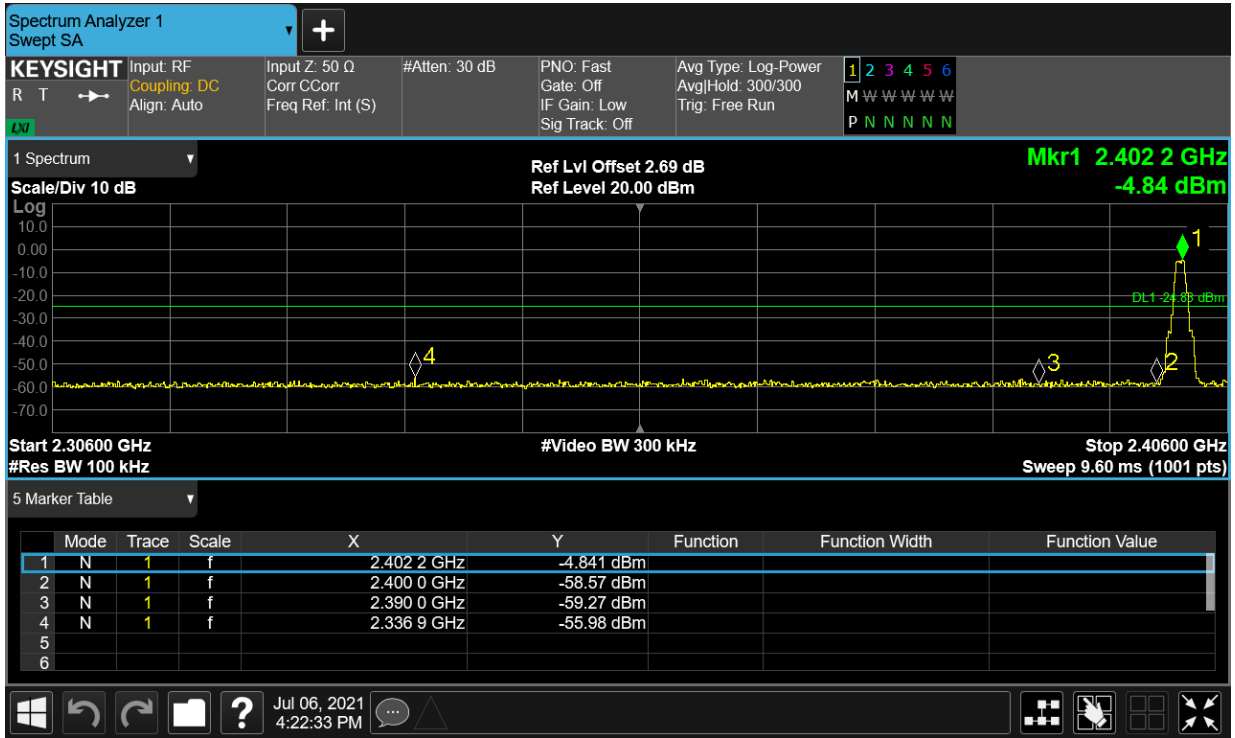 Spectrum Analyzer 1
Swept SA
KEYSIGHT
R T
LXI
Input: RF
Coupling: DC
Align: Auto
Input Z: 50 Ω
Corr CCorr
Freq Ref: Int (S)
#Atten: 30 dB
PNO: Fast
Gate: Off
IF Gain: Low
Sig Track: Off
Avg Type: Log-Power
Avg|Hold: 300/300
Trig: Free Run
1 2 3 4 5 6
M W W W W W
P N N N N N
1 Spectrum
Scale/Div 10 dB
Ref Lvl Offset 2.69 dB
Ref Level 20.00 dBm
Mkr1 2.402 2 GHz
-4.84 dBm
Log
10.0
0.00
-10.0
-20.0
-30.0
-40.0
-50.0
-60.0
-70.0
1
DL1 -24.83 dBm
4
3
2
Start 2.30600 GHz
#Res BW 100 kHz
#Video BW 300 kHz
Stop 2.40600 GHz
Sweep 9.60 ms (1001 pts)
5 Marker Table
Mode Trace Scale X Y Function Function Width Function Value
1 N 1 f 2.402 2 GHz -4.841 dBm
2 N 1 f 2.400 0 GHz -58.57 dBm
3 N 1 f 2.390 0 GHz -59.27 dBm
4 N 1 f 2.336 9 GHz -55.98 dBm
5
6
?
Jul 06, 2021
4:22:33 PM